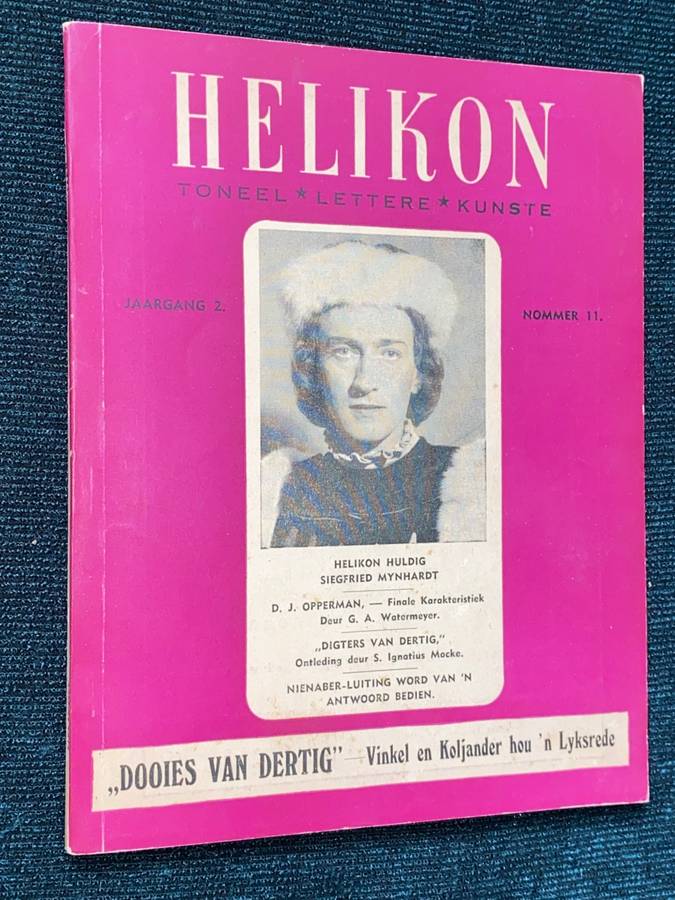 HELIKON
TONEEL ★ LETTERE ★ KUNSTE
JAARGANG 2.
NOMMER 11.
HELIKON HULDIG
SIEGFRIED MYNHARDT
D. J. OPPERMAN, — Finale Karakteristiek
Deur G. A. Watermeyer.
„DIGTERS VAN DERTIG,"
Ontleding deur S. Ignatius Mocke.
NIENABER-LUITING WORD VAN 'N
ANTWOORD BEDIEN.
„DOOIES VAN DERTIG" — Vinkel en Koljander hou 'n Lyksrede